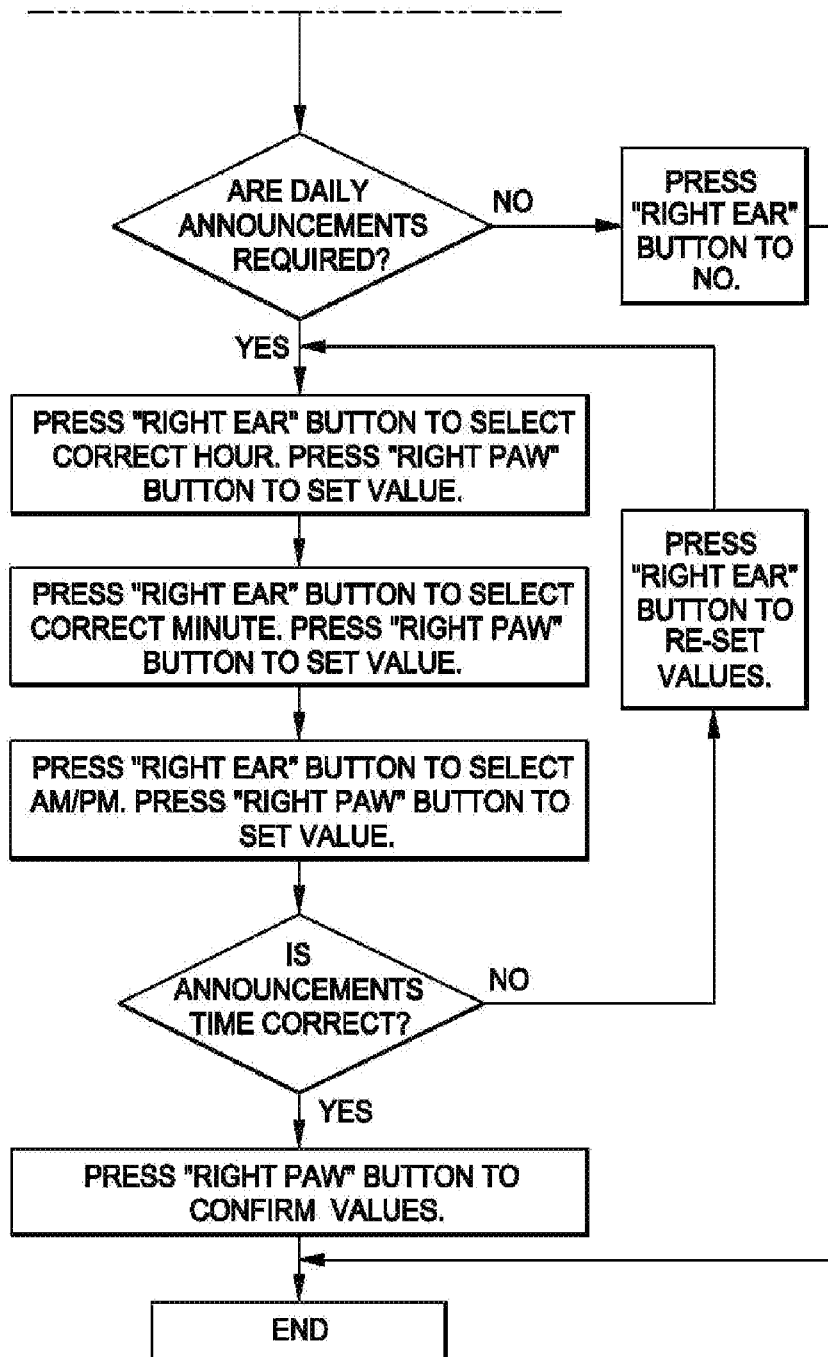 ARE DAILY
ANNOUNCEMENTS
REQUIRED?
NO
PRESS
"RIGHT EAR"
BUTTON TO
NO.
YES
PRESS "RIGHT EAR" BUTTON TO SELECT
CORRECT HOUR. PRESS "RIGHT PAW"
BUTTON TO SET VALUE.
PRESS "RIGHT EAR" BUTTON TO SELECT
CORRECT MINUTE. PRESS "RIGHT PAW"
BUTTON TO SET VALUE.
PRESS
"RIGHT EAR"
BUTTON TO
RE-SET
VALUES.
PRESS "RIGHT EAR" BUTTON TO SELECT
AM/PM. PRESS "RIGHT PAW" BUTTON TO
SET VALUE.
IS
ANNOUNCEMENTS
TIME CORRECT?
NO
YES
PRESS "RIGHT PAW" BUTTON TO
CONFIRM VALUES.
END